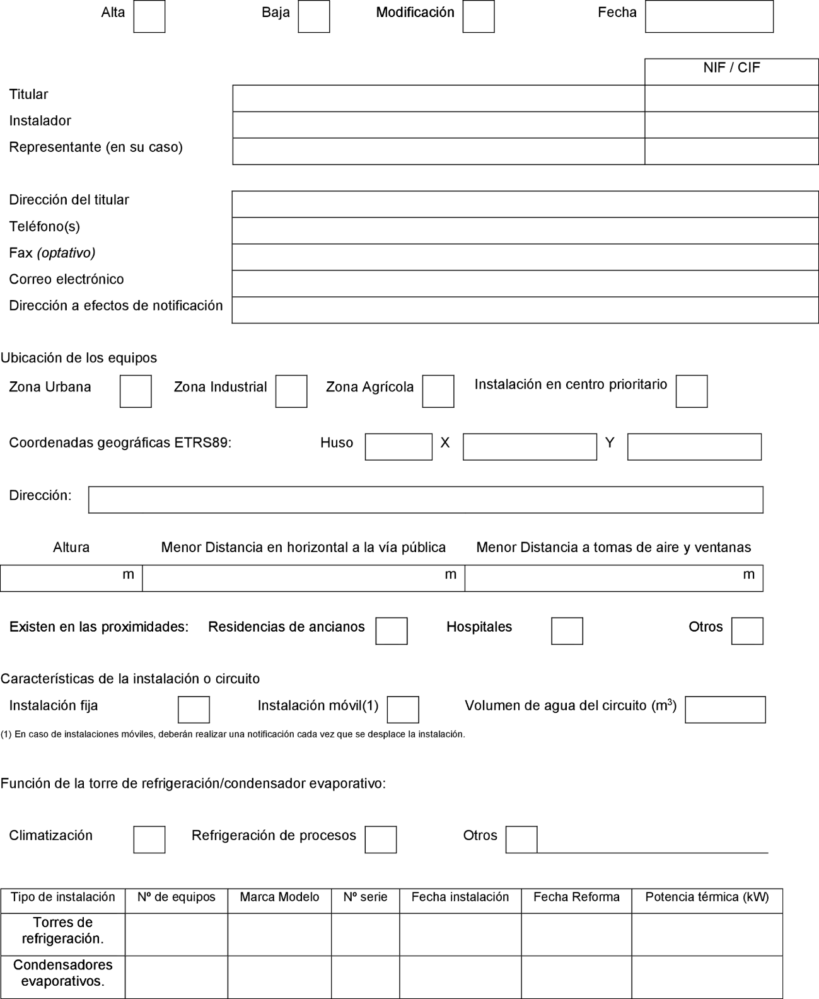 Alta Baja Modificación Fecha
NIF / CIF
Titular
Instalador
Representante (en su caso)
Dirección del titular
Teléfono(s)
Fax (optativo)
Correo electrónico
Dirección a efectos de notificación
Ubicación de los equipos
Zona Urbana Zona Industrial Zona Agrícola Instalación en centro prioritario
Coordenadas geográficas ETRS89: Huso X Y
Dirección:
Altura Menor Distancia en horizontal a la vía pública Menor Distancia a tomas de aire y ventanas
m m m
Existen en las proximidades: Residencias de ancianos Hospitales Otros
Características de la instalación o circuito
Instalación fija Instalación móvil(1) Volumen de agua del circuito (m³)
(1) En caso de instalaciones móviles, deberán realizar una notificación cada vez que se desplace la instalación.
Función de la torre de refrigeración/condensador evaporativo:
Climatización Refrigeración de procesos Otros
Tipo de instalación Nº de equipos Marca Modelo Nº serie Fecha instalación Fecha Reforma Potencia térmica (kW)
Torres de
refrigeración.
Condensadores
evaporativos.